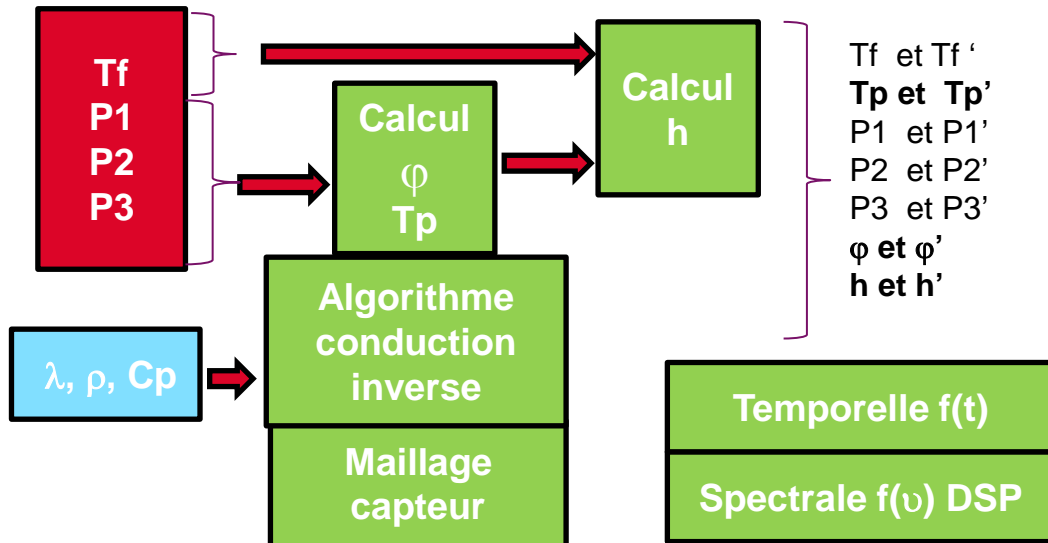 Tf
P1
P2
P3
Calcul
φ
Tp
Calcul
h
Tf et Tf ‘
Tp et Tp’
P1 et P1’
P2 et P2’
P3 et P3’
φ et φ’
h et h’
λ, ρ, Cp
Algorithme
conduction
inverse
Maillage
capteur
Temporelle f(t)
Spectrale f(υ) DSP